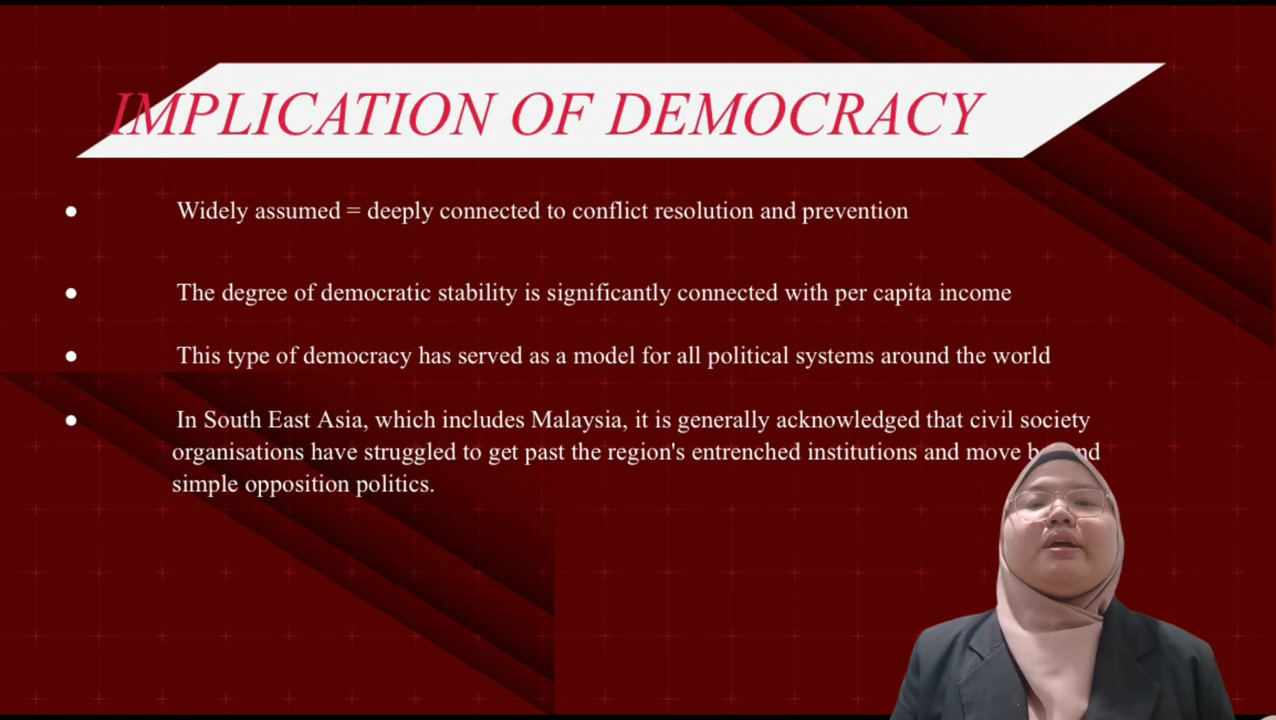 IMPLICATION OF DEMOCRACY
● Widely assumed = deeply connected to conflict resolution and prevention
● The degree of democratic stability is significantly connected with per capita income
● This type of democracy has served as a model for all political systems around the world
● In South East Asia, which includes Malaysia, it is generally acknowledged that civil society
organisations have struggled to get past the region's entrenched institutions and move
simple opposition politics.